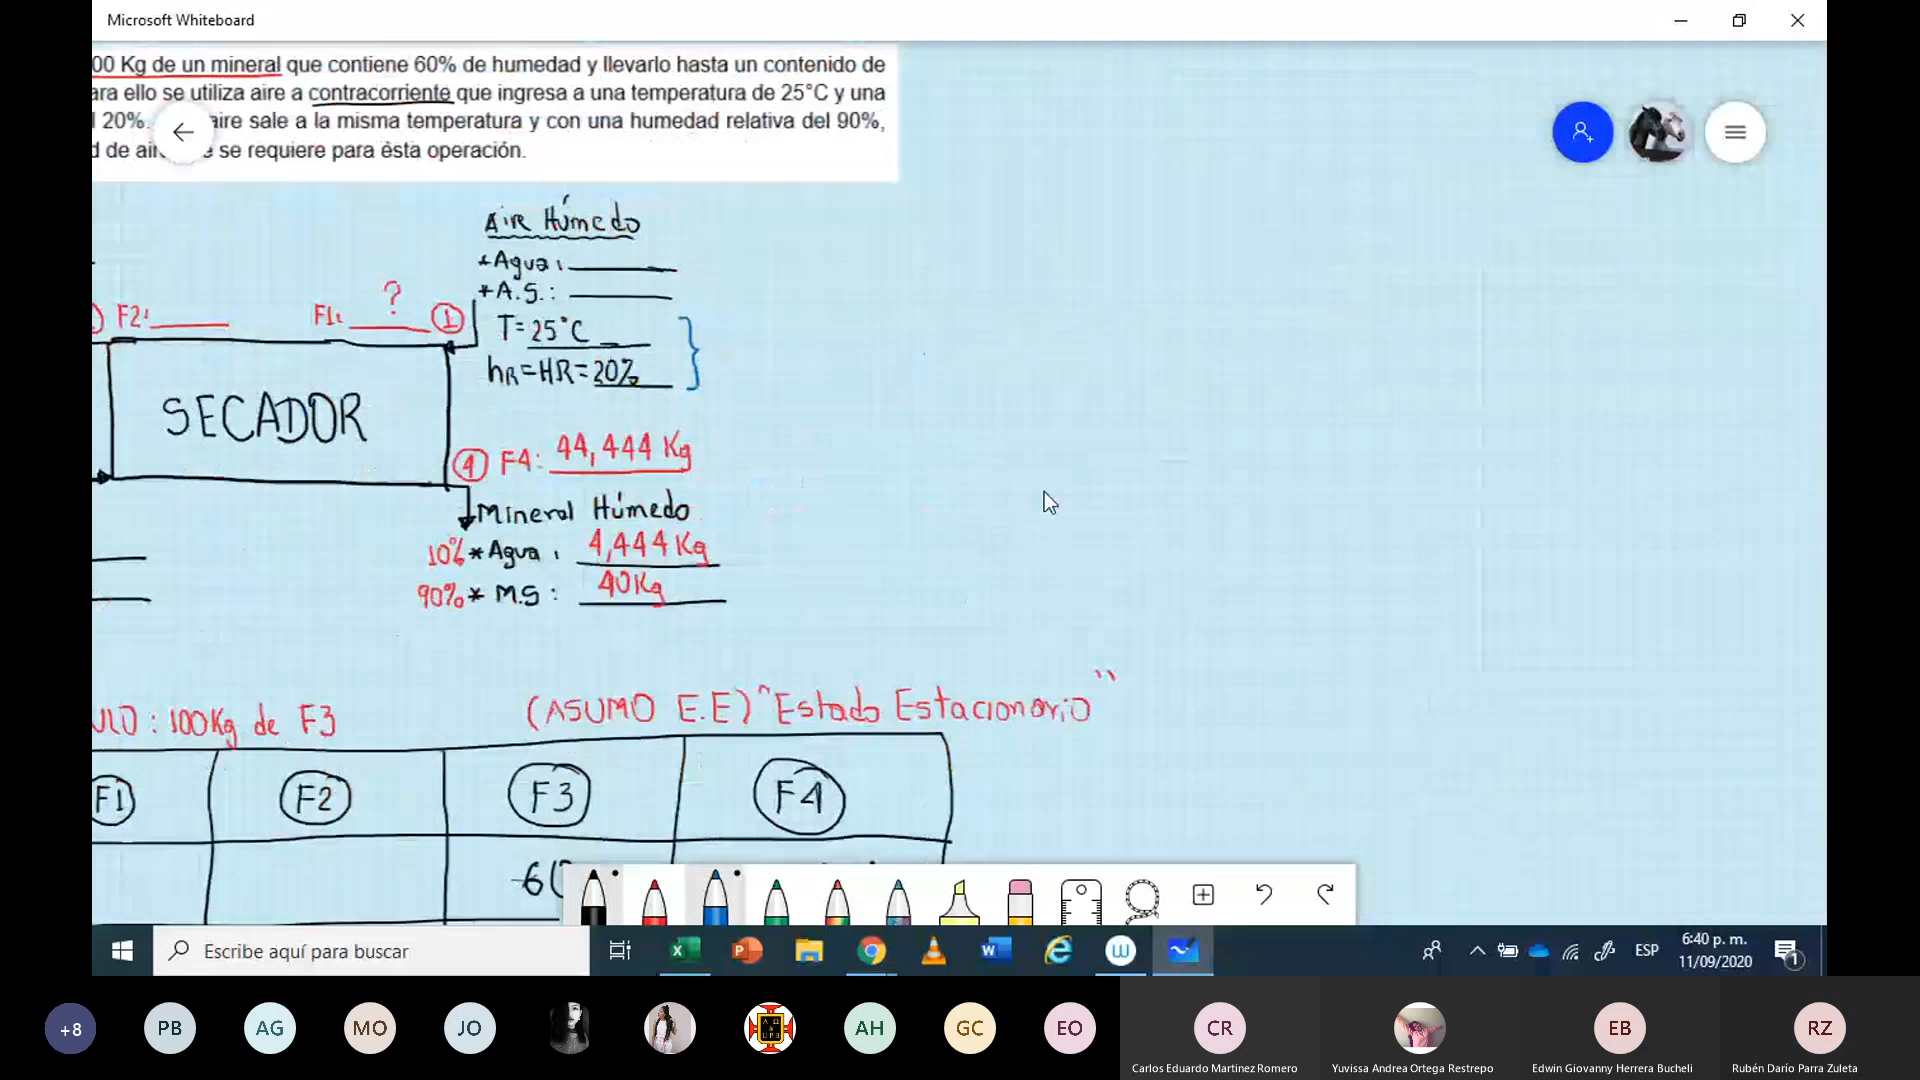 Microsoft Whiteboard
00 Kg de un mineral que contiene 60% de humedad y llevarlo hasta un contenido de
ara ello se utiliza aire a contracorriente que ingresa a una temperatura de 25°C y una
l 20%. aire sale a la misma temperatura y con una humedad relativa del 90%,
d de air se requiere para ésta operación.
Aire Húmedo
*Agua:
*A.S.:
T=25°C
hR=HR=20%
F2:
F1: ? 1
SECADOR
4 F4: 44,444 Kg
Mineral Húmedo
10% * Agua: 4,444 Kg
90% * M.S: 40Kg
ULO: 100Kg de F3
(ASUMO E.E) "Estado Estacionario"
F1 F2 F3 F4
Escribe aquí para buscar
ESP
6:40 p. m.
11/09/2020
1
+8
PB
AG
MO
JO
AH
GC
EO
CR
EB
RZ
Carlos Eduardo Martinez Romero
Yuvissa Andrea Ortega Restrepo
Edwin Giovanny Herrera Bucheli
Rubén Darío Parra Zuleta